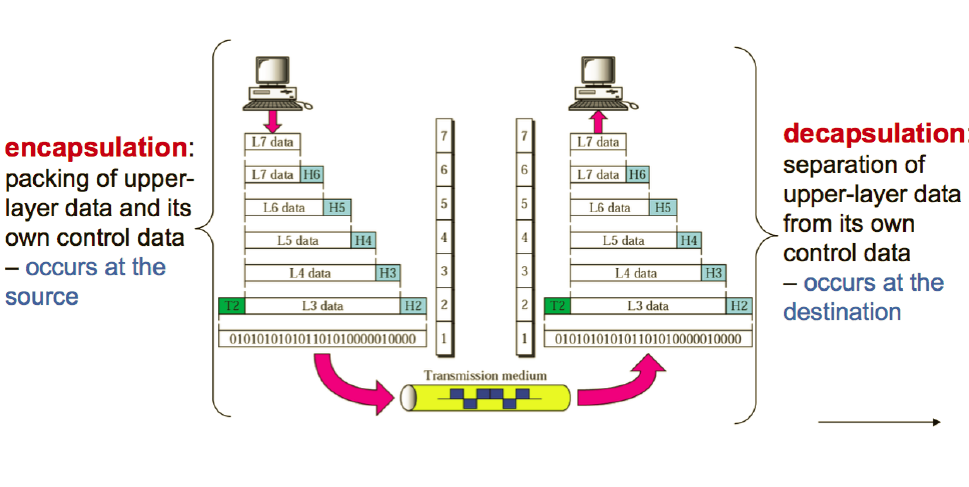 encapsulation:
packing of upper-
layer data and its
own control data
– occurs at the
source
L7 data
L7 data H6
L6 data H5
L5 data H4
L4 data H3
T2 L3 data H2
010101010101101010000010000
7
6
5
4
3
2
1
Transmission medium
7
6
5
4
3
2
1
L7 data
L7 data H6
L6 data H5
L5 data H4
L4 data H3
T2 L3 data H2
010101010101101010000010000
decapsulation:
separation of
upper-layer data
from its own
control data
– occurs at the
destination